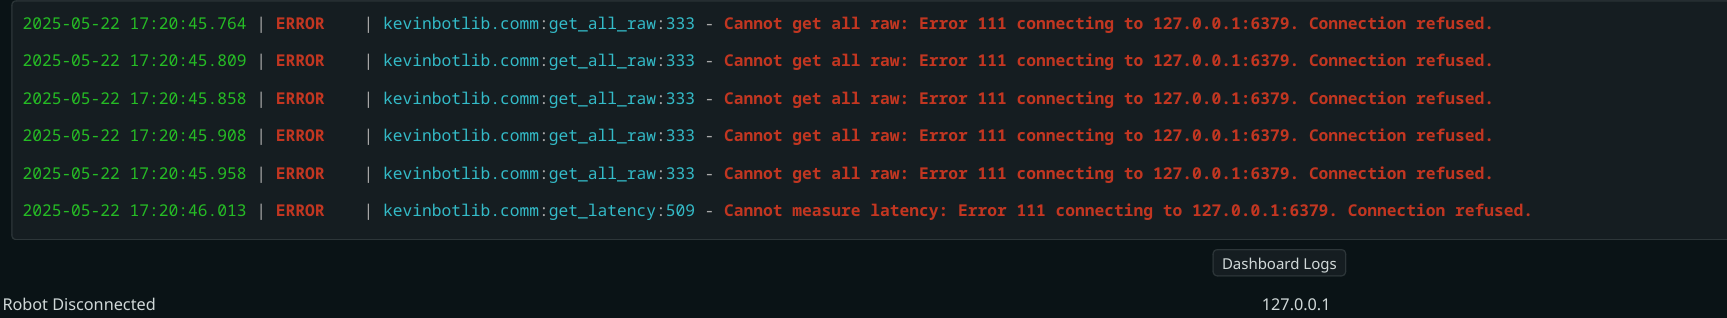 2025-05-22 17:20:45.764 | ERROR    | kevinbotlib.comm:get_all_raw:333 - Cannot get all raw: Error 111 connecting to 127.0.0.1:6379. Connection refused.
2025-05-22 17:20:45.809 | ERROR    | kevinbotlib.comm:get_all_raw:333 - Cannot get all raw: Error 111 connecting to 127.0.0.1:6379. Connection refused.
2025-05-22 17:20:45.858 | ERROR    | kevinbotlib.comm:get_all_raw:333 - Cannot get all raw: Error 111 connecting to 127.0.0.1:6379. Connection refused.
2025-05-22 17:20:45.908 | ERROR    | kevinbotlib.comm:get_all_raw:333 - Cannot get all raw: Error 111 connecting to 127.0.0.1:6379. Connection refused.
2025-05-22 17:20:45.958 | ERROR    | kevinbotlib.comm:get_all_raw:333 - Cannot get all raw: Error 111 connecting to 127.0.0.1:6379. Connection refused.
2025-05-22 17:20:46.013 | ERROR    | kevinbotlib.comm:get_latency:509 - Cannot measure latency: Error 111 connecting to 127.0.0.1:6379. Connection refused.
Dashboard Logs
Robot Disconnected 127.0.0.1